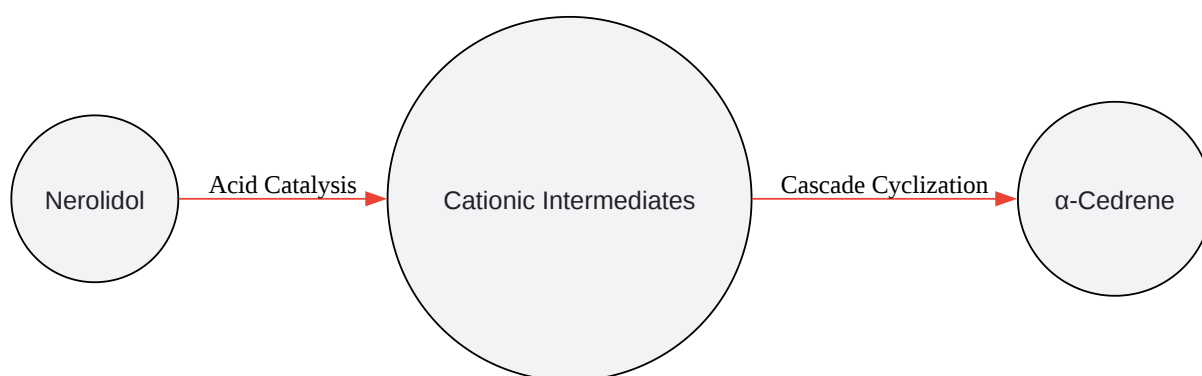 Nerolidol
Acid Catalysis
Cationic Intermediates
Cascade Cyclization
α-Cedrene